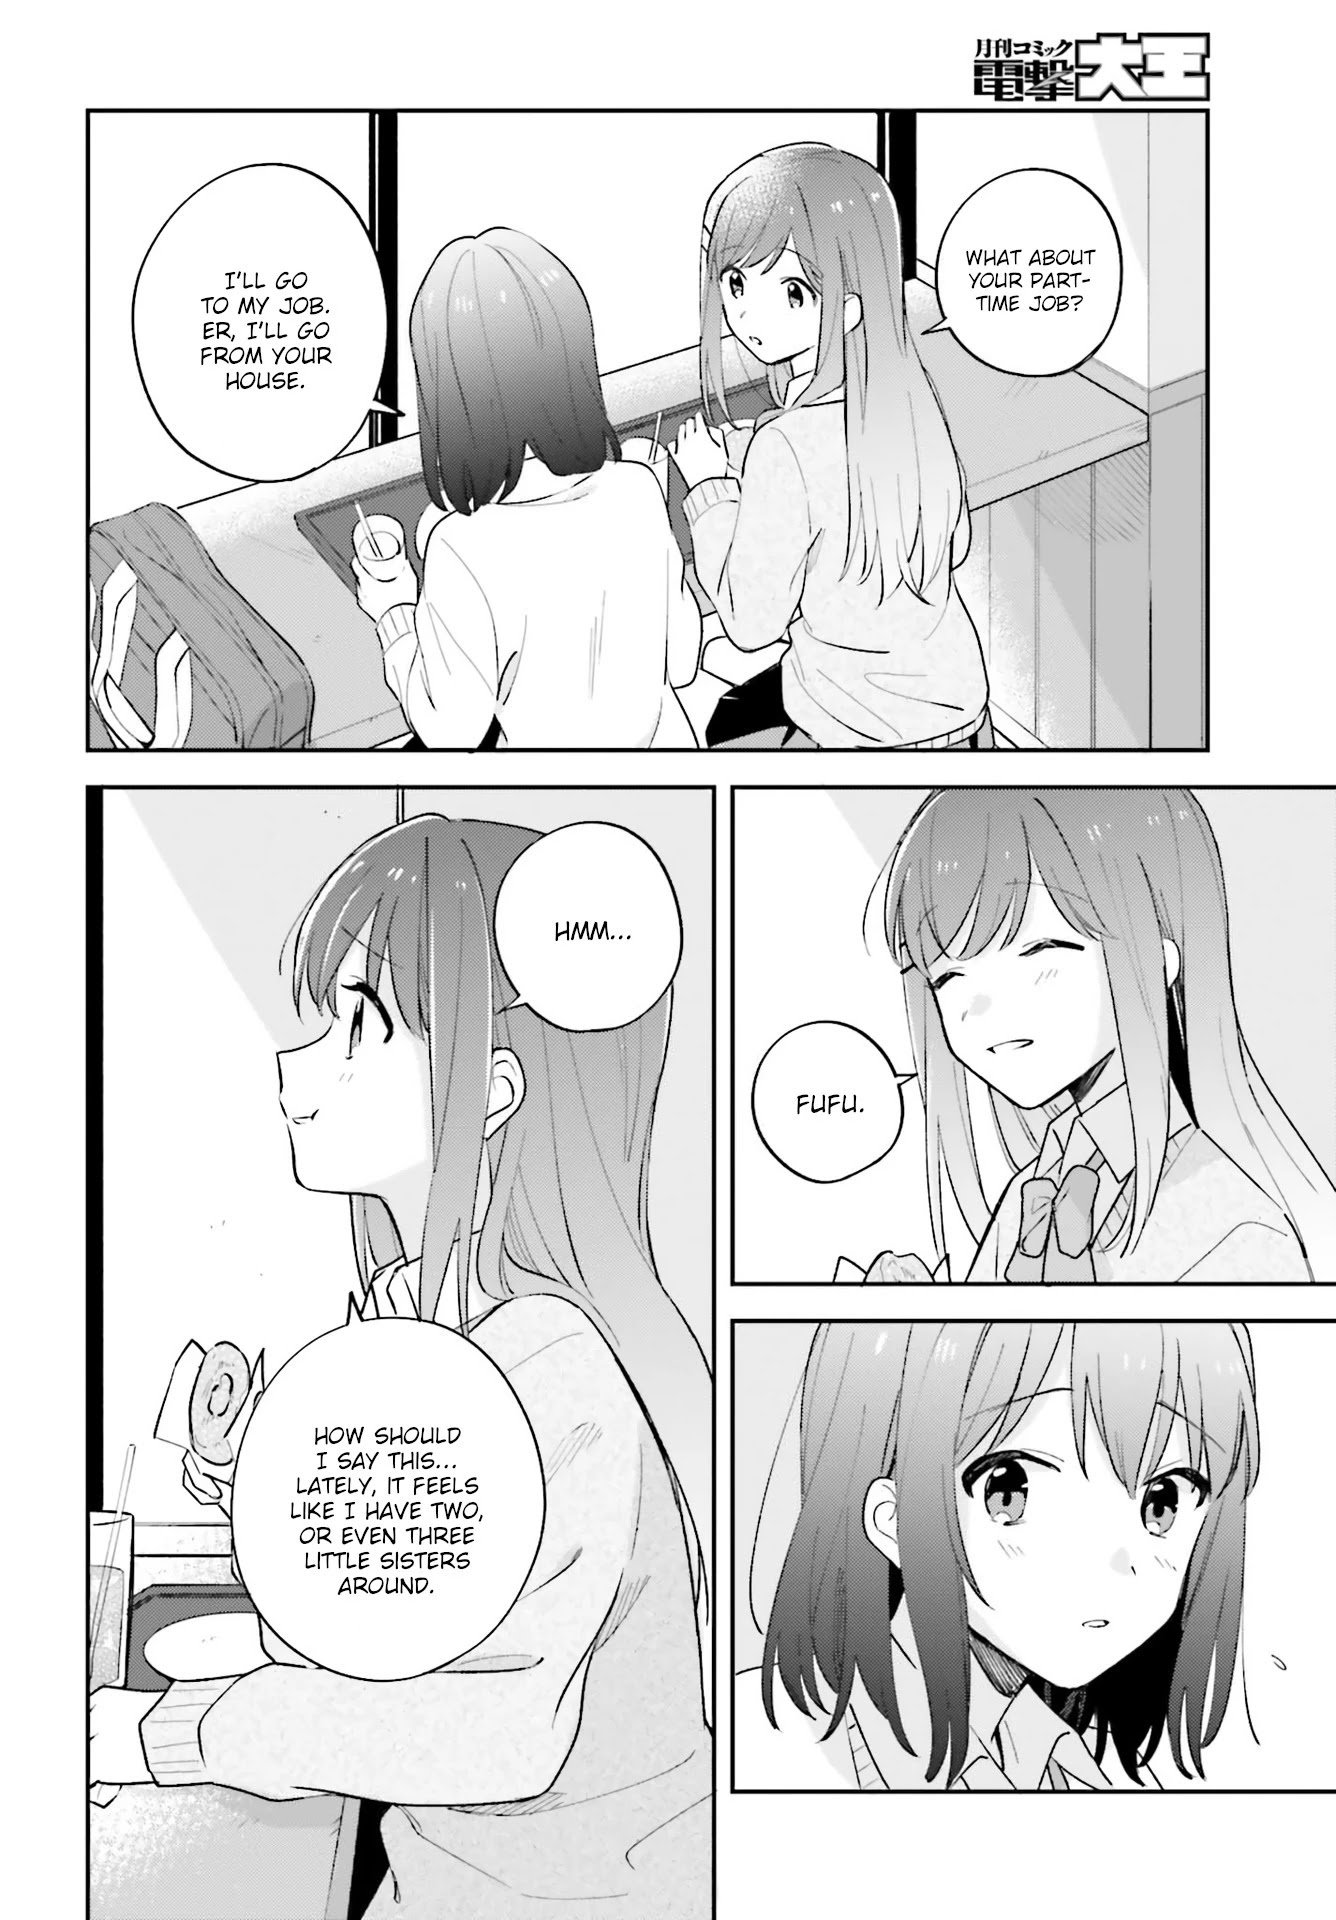 月刊コミック
電撃大王
WHAT ABOUT
YOUR PART-
TIME JOB?
I'LL GO
TO MY JOB.
ER, I'LL GO
FROM YOUR
HOUSE.
FUFU.
HMM...
HOW SHOULD
I SAY THIS...
LATELY, IT FEELS
LIKE I HAVE TWO,
OR EVEN THREE
LITTLE SISTERS
AROUND.